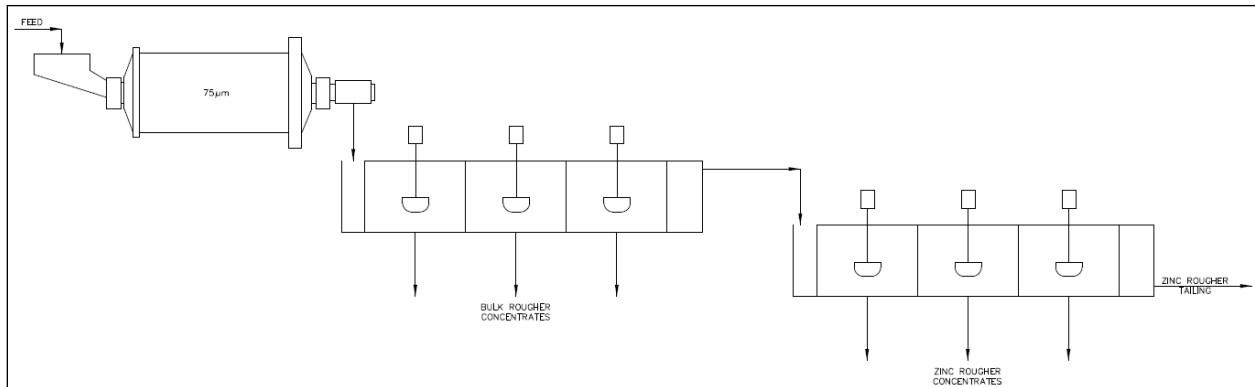 FEED
75µm
BULK ROUGHER
CONCENTRATES
ZINC ROUGHER
TAILING
ZINC ROUGHER
CONCENTRATES